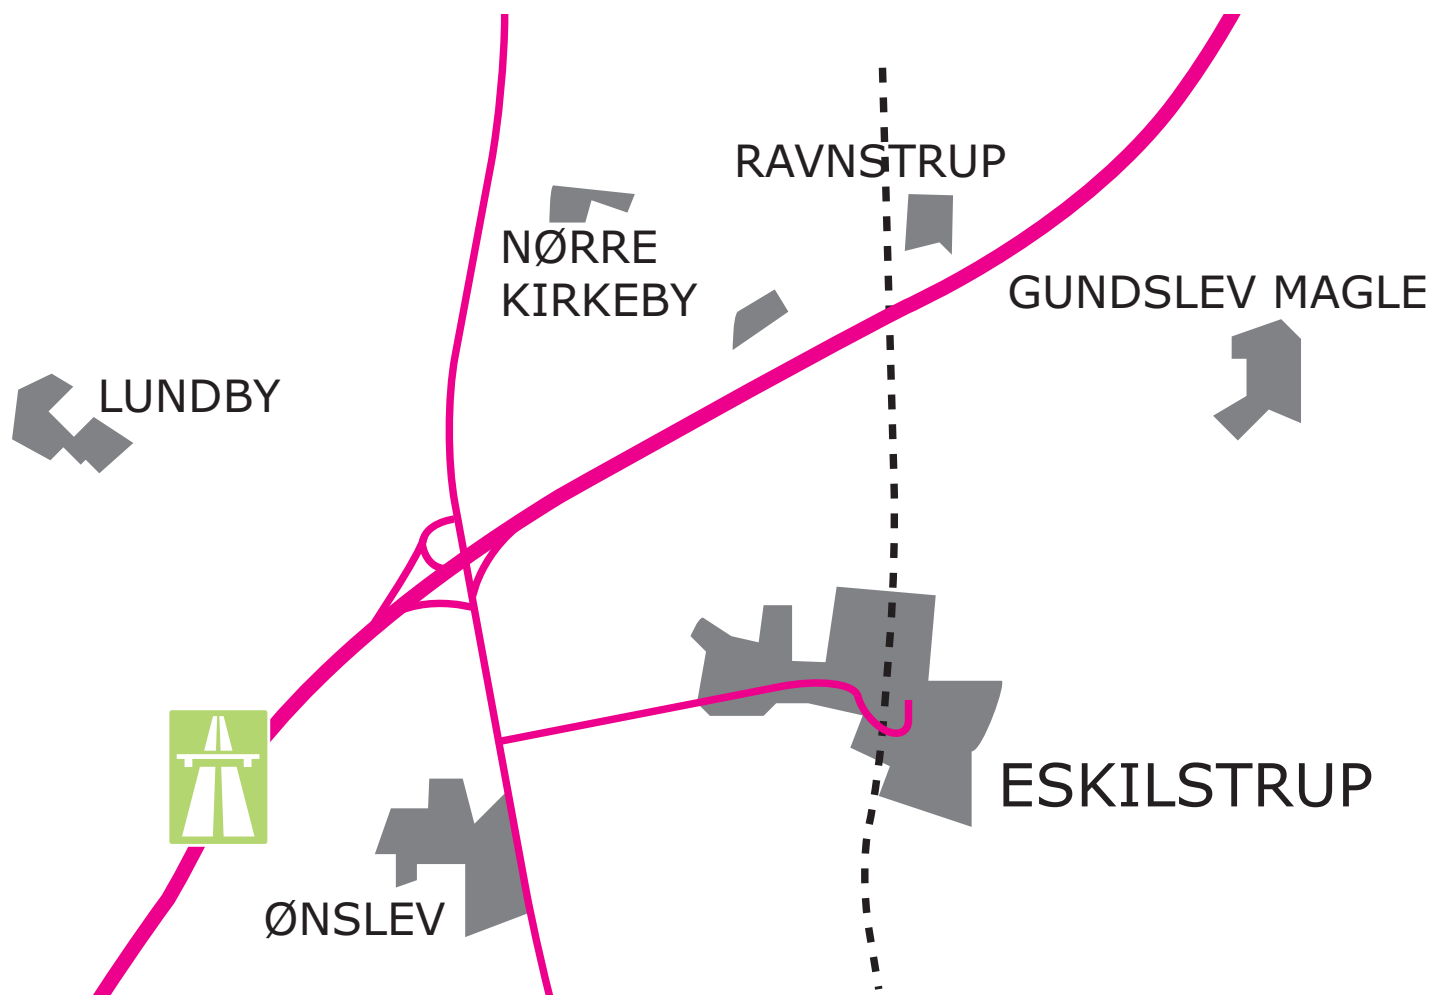 RAVNSTRUP
NØRRE
KIRKEBY
GUNDSLEV MAGLE
LUNDBY
ESKILSTRUP
ØNSLEV